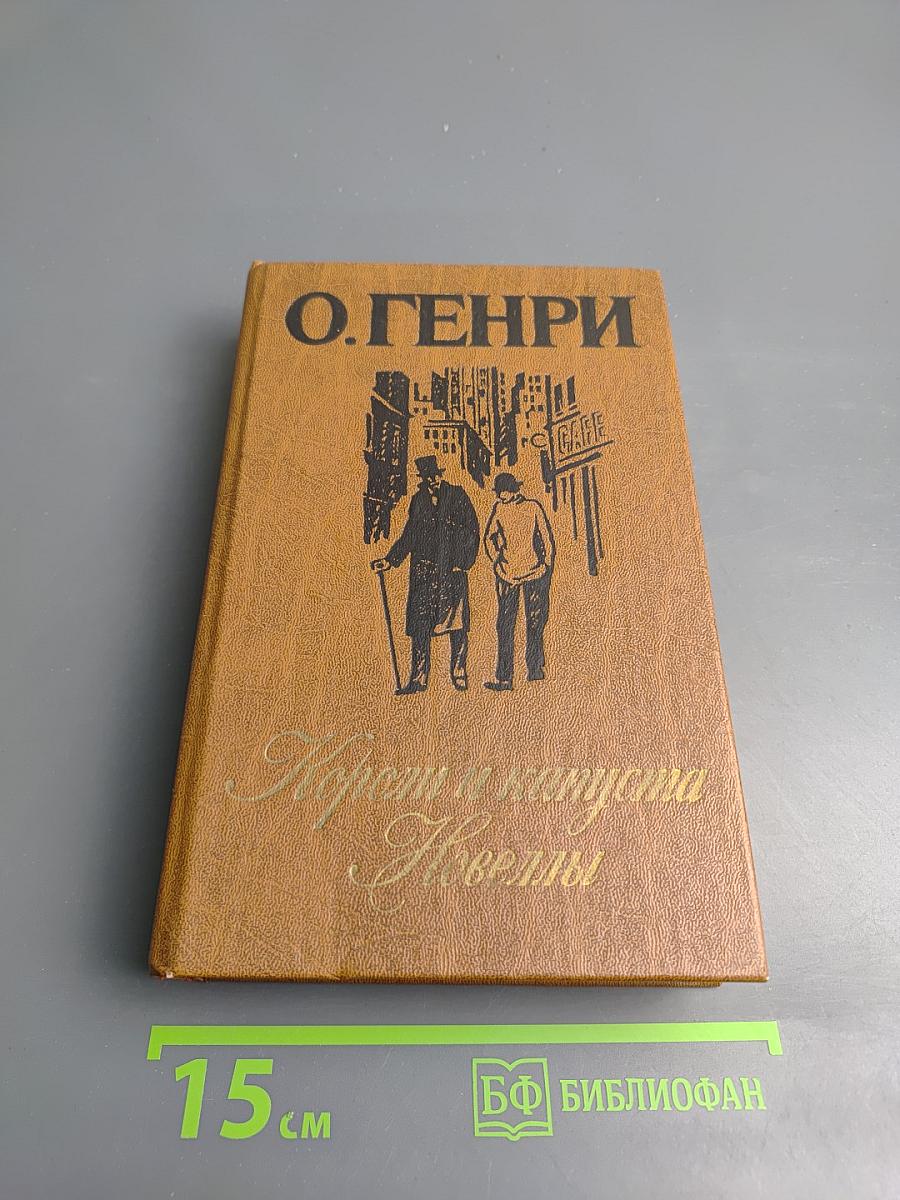 О. ГЕНРИ
CAFE
Короли и капуста
Новеллы
15 см
БФ БИБЛИОФАН